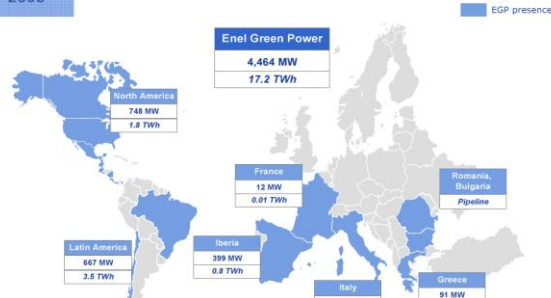 EGP presence
Enel Green Power
4,464 MW
17.2 TWh
North America
748 MW
1.8 TWh
France
12 MW
0.01 TWh
Romania,
Bulgaria
Pipeline
Latin America
667 MW
3.5 TWh
Iberia
399 MW
0.8 TWh
Italy
Greece
91 MW